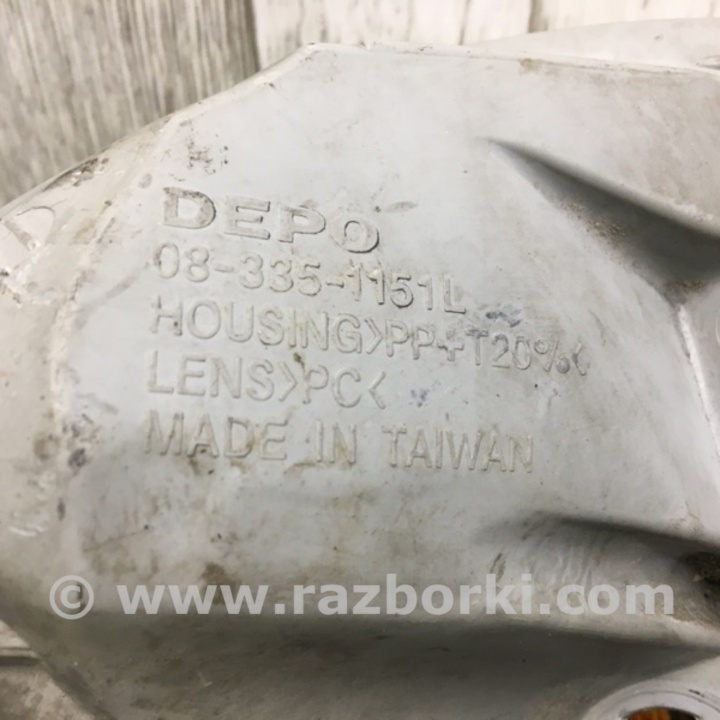 DEPO
08-335-1151L
HOUSING>PP+T20%<
LENS>PC<
MADE IN TAIWAN
© www.razborki.com